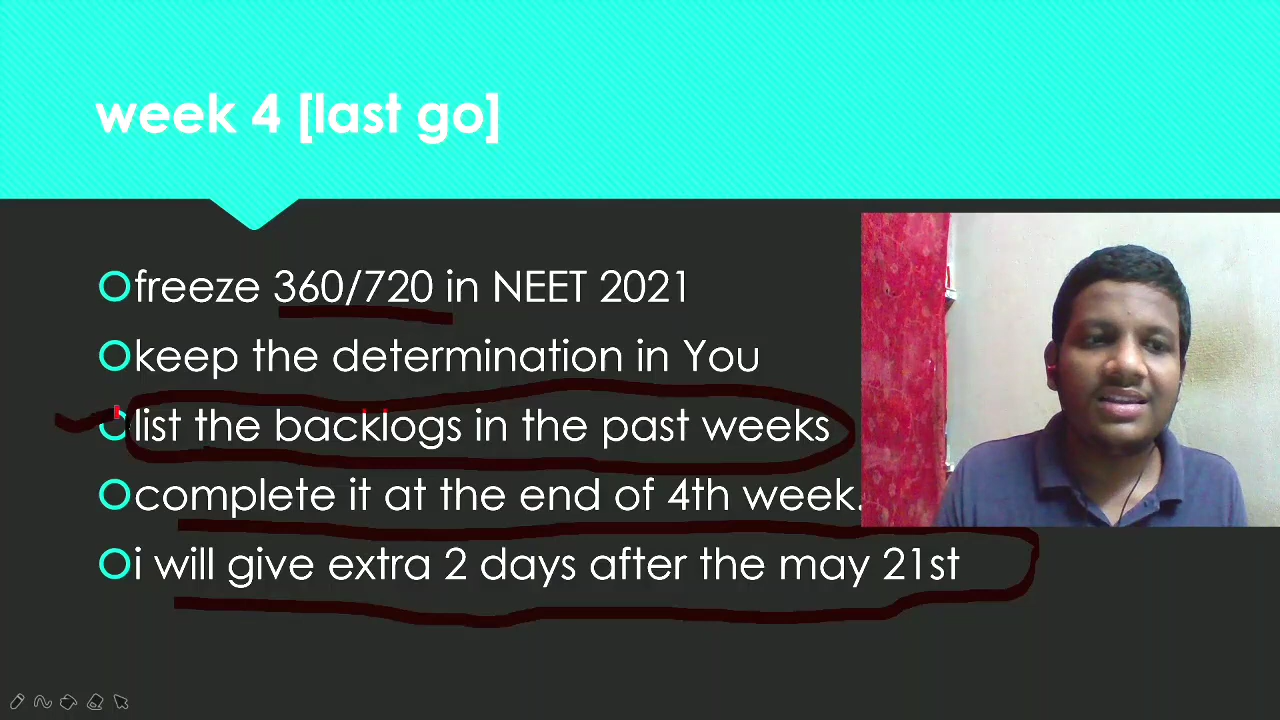 week 4 [last go]
freeze 360/720 in NEET 2021
keep the determination in You
list the backlogs in the past weeks
complete it at the end of 4th week.
i will give extra 2 days after the may 21st